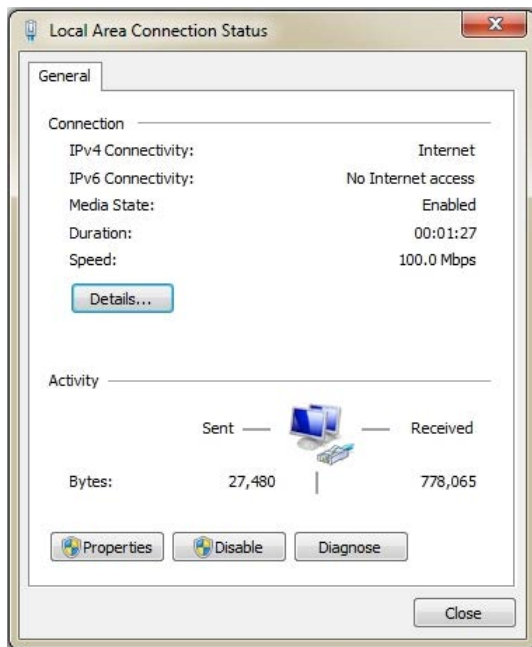 Local Area Connection Status
General
Connection
IPv4 Connectivity: Internet
IPv6 Connectivity: No Internet access
Media State: Enabled
Duration: 00:01:27
Speed: 100.0 Mbps
Details...
Activity
Sent Received
Bytes: 27,480 778,065
Properties Disable Diagnose
Close